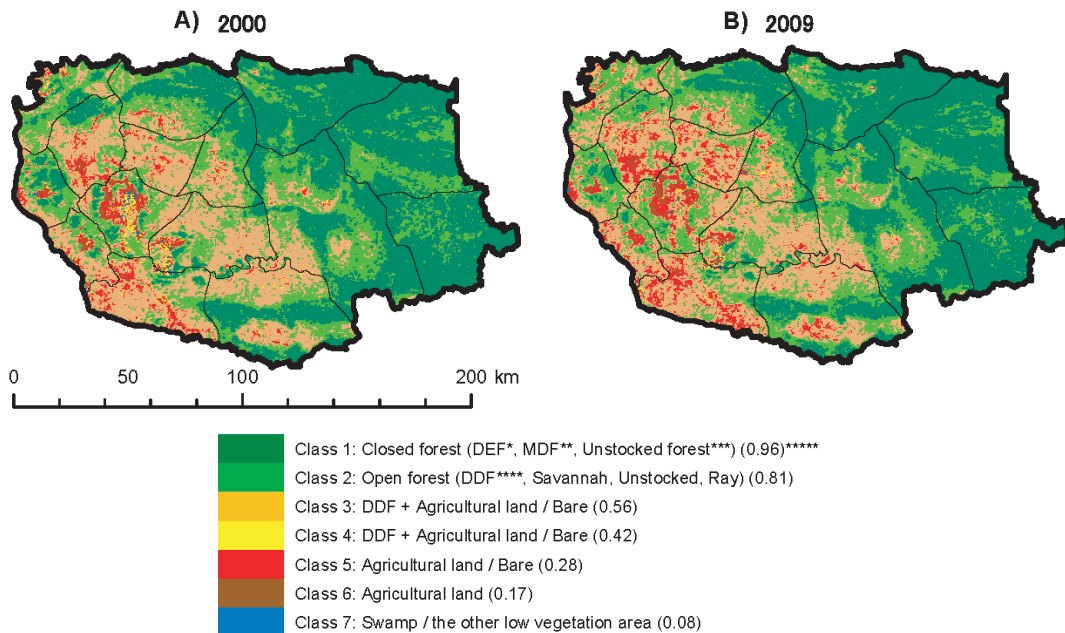 A) 2000
B) 2009
0 50 100 200 km
Class 1: Closed forest (DEF*, MDF**, Unstocked forest***) (0.96)*****
Class 2: Open forest (DDF****, Savannah, Unstocked, Ray) (0.81)
Class 3: DDF + Agricultural land / Bare (0.56)
Class 4: DDF + Agricultural land / Bare (0.42)
Class 5: Agricultural land / Bare (0.28)
Class 6: Agricultural land (0.17)
Class 7: Swamp / the other low vegetation area (0.08)